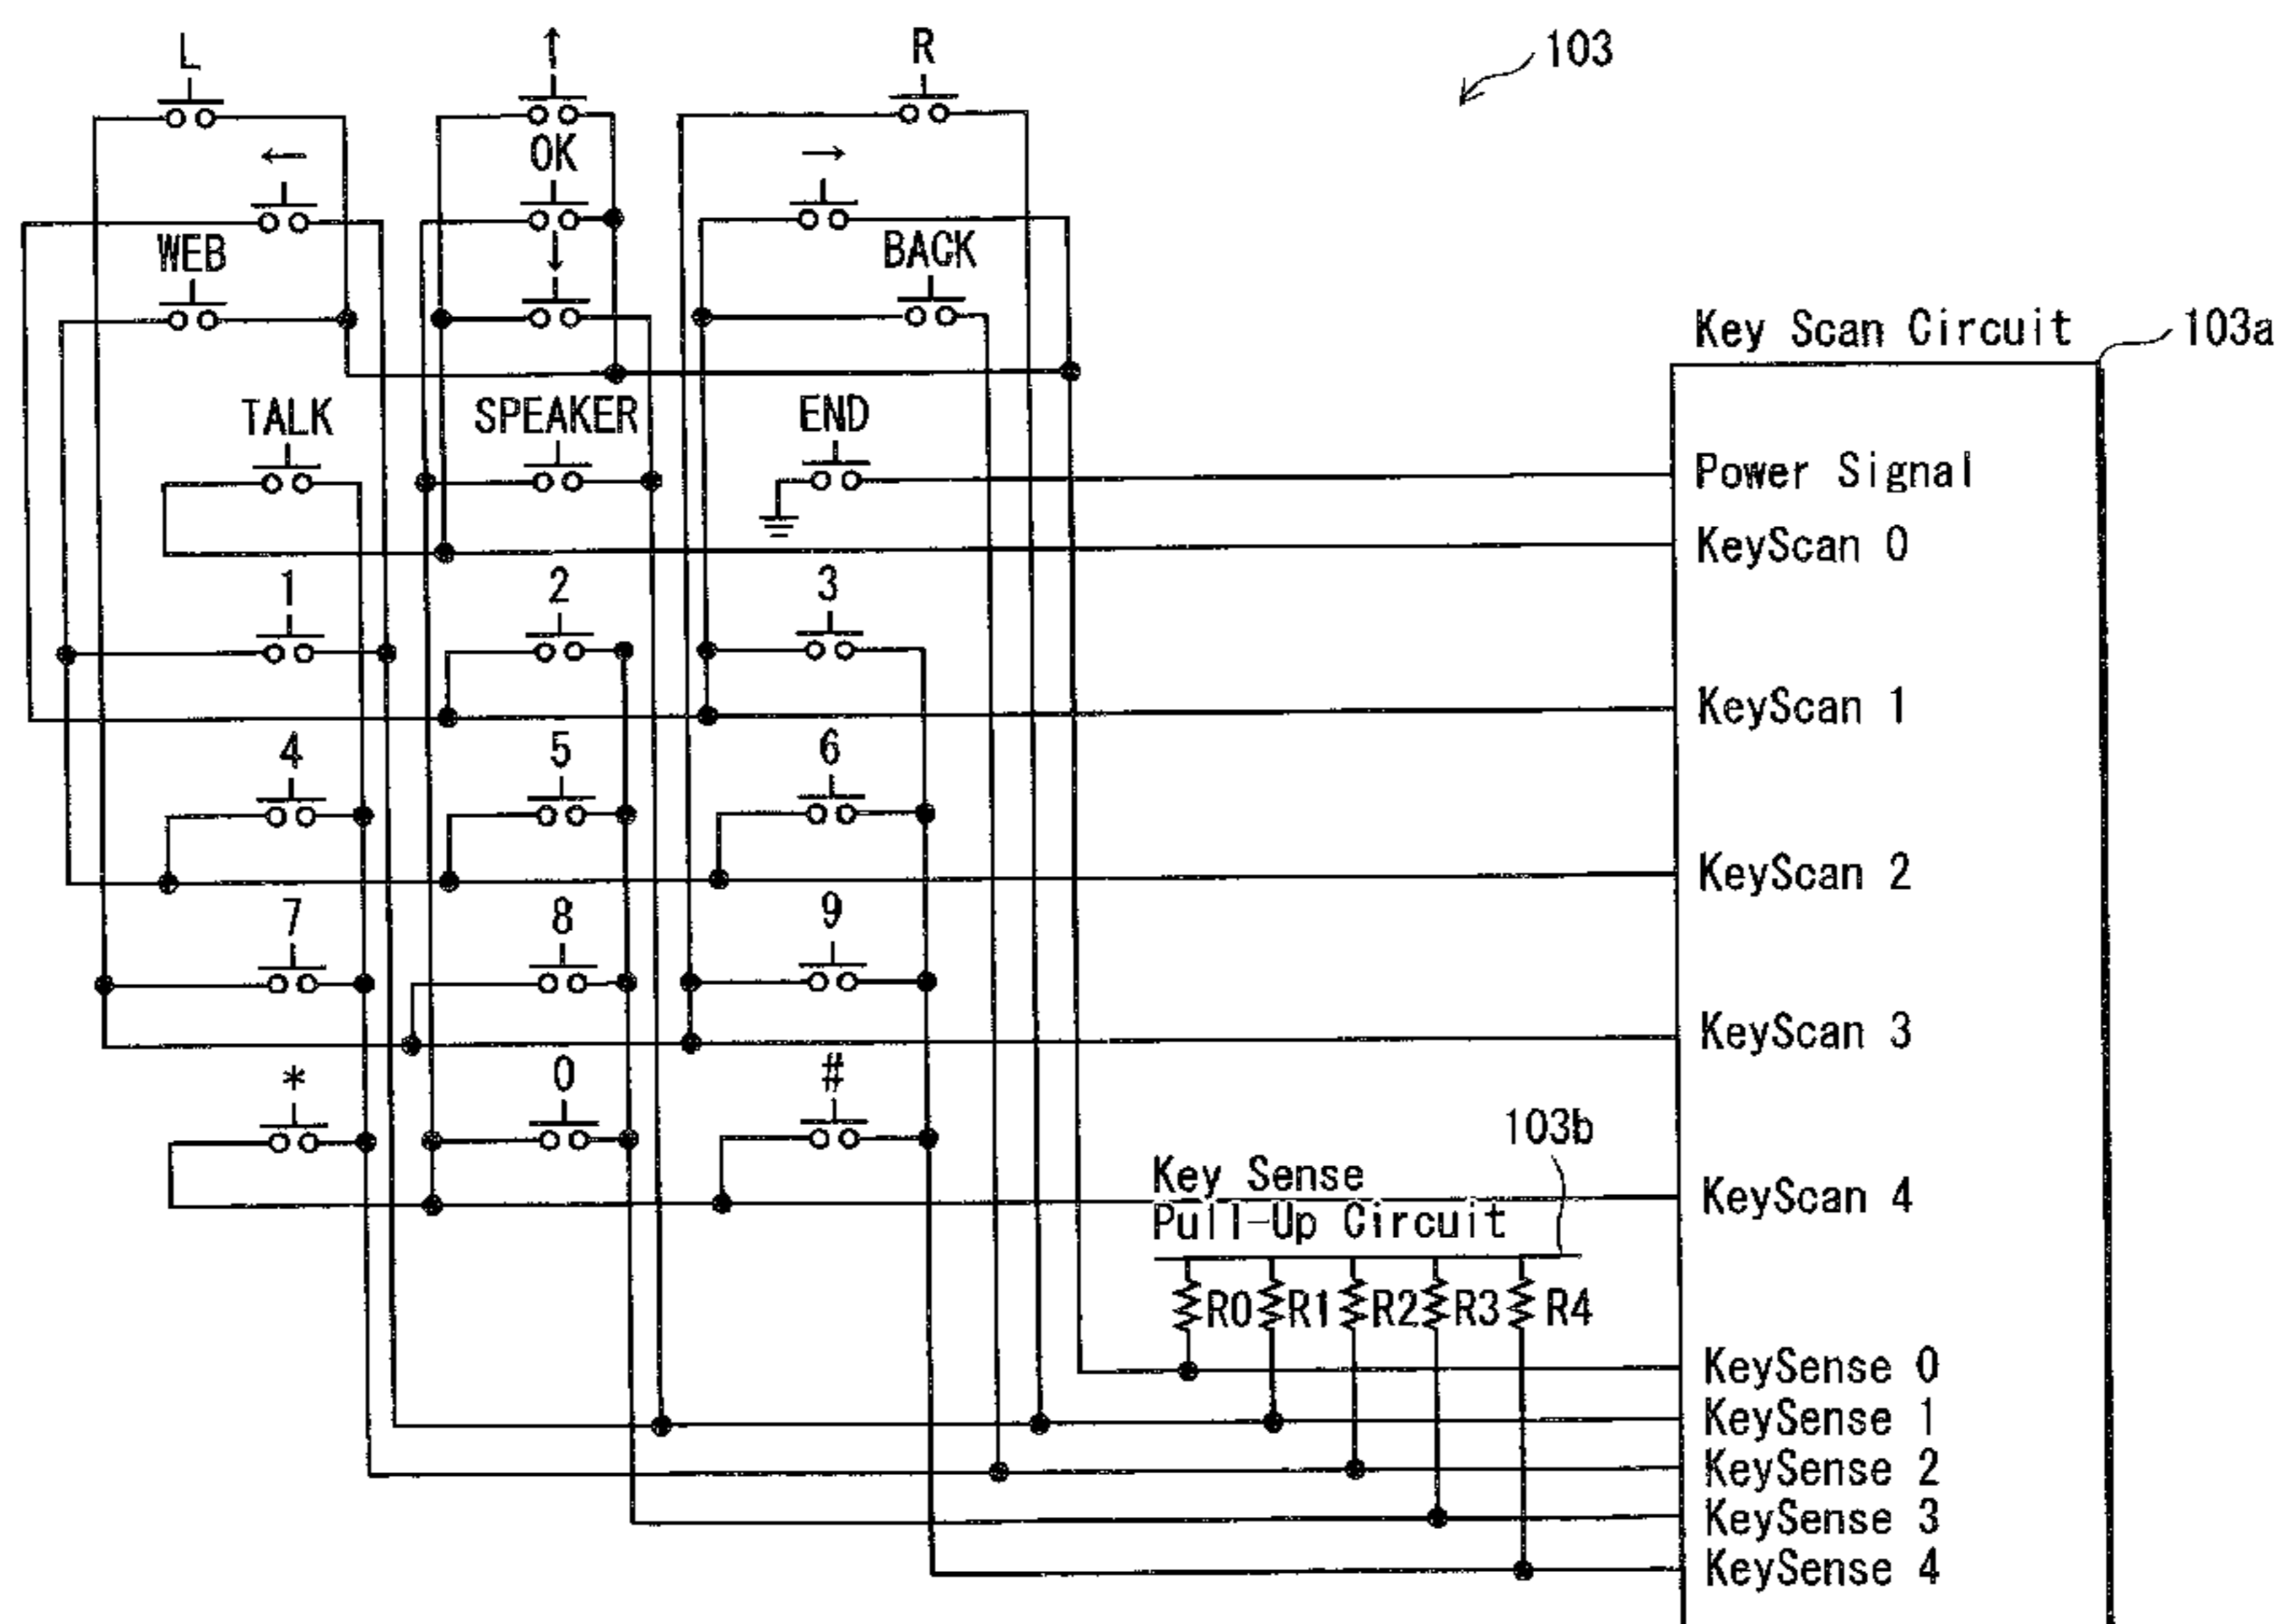 L ↑ R
103
← OK →
WEB ↓ BACK
Key Scan Circuit 103a
TALK SPEAKER END
Power Signal
KeyScan 0
1 2 3
KeyScan 1
4 5 6
KeyScan 2
7 8 9
KeyScan 3
* 0 #
103b
Key Sense
Pull-Up Circuit
KeyScan 4
R0 R1 R2 R3 R4
KeySense 0
KeySense 1
KeySense 2
KeySense 3
KeySense 4